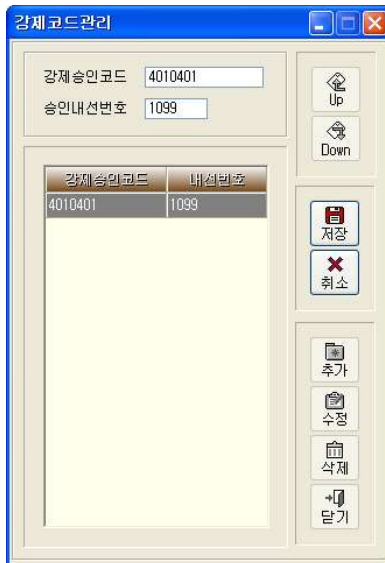 강제코드관리
강제승인코드 4010401
승인내선번호 1099
강제승인코드 내선번호
4010401 1099
Up
Down
저장
취소
추가
수정
삭제
닫기